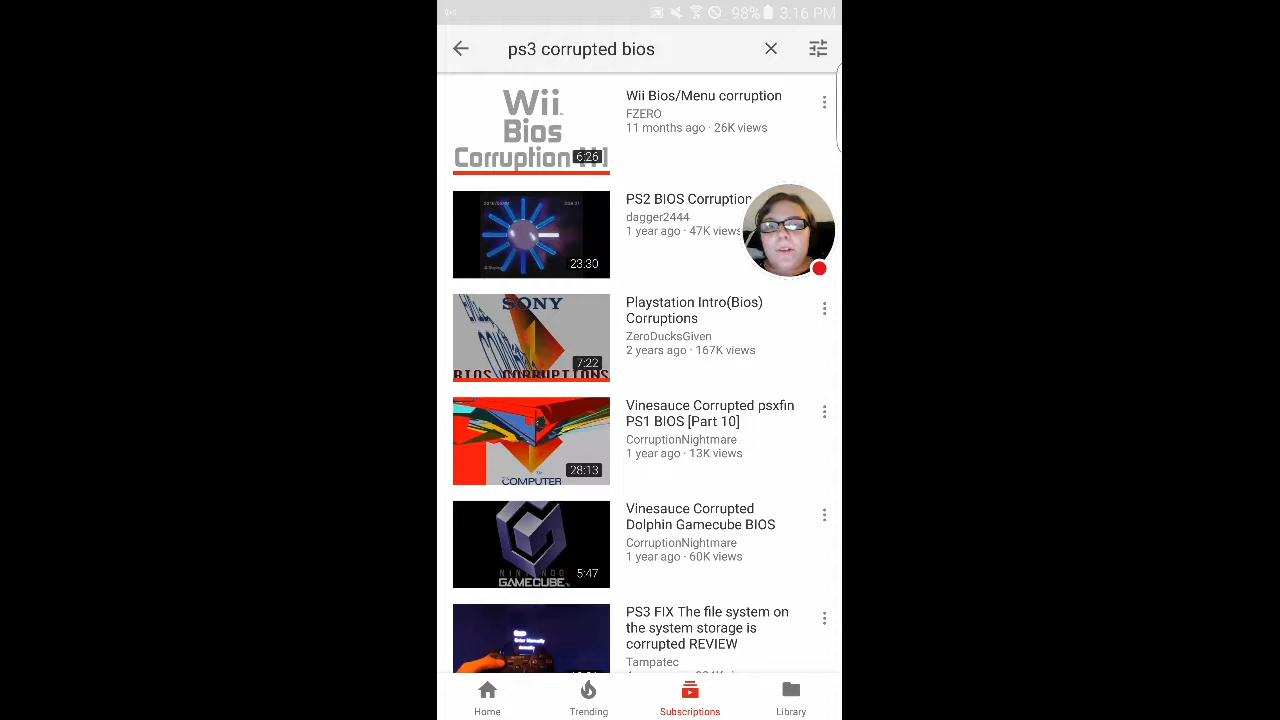 98% 3:16 PM
ps3 corrupted bios
Wii
Bios
Corruption
6:26
Wii Bios/Menu corruption
FZERO
11 months ago · 26K views
23:30
PS2 BIOS Corruption
dagger2444
1 year ago · 47K views
SONY
7:22
BIOS CORRUPTIONS
Playstation Intro(Bios)
Corruptions
ZeroDucksGiven
2 years ago · 167K views
28:13
COMPUTER
Vinesauce Corrupted psxfin
PS1 BIOS [Part 10]
CorruptionNightmare
1 year ago · 13K views
NINTENDO
GAMECUBE
5:47
Vinesauce Corrupted
Dolphin Gamecube BIOS
CorruptionNightmare
1 year ago · 60K views
PS3 FIX The file system on
the system storage is
corrupted REVIEW
Tampatec
Home
Trending
Subscriptions
Library